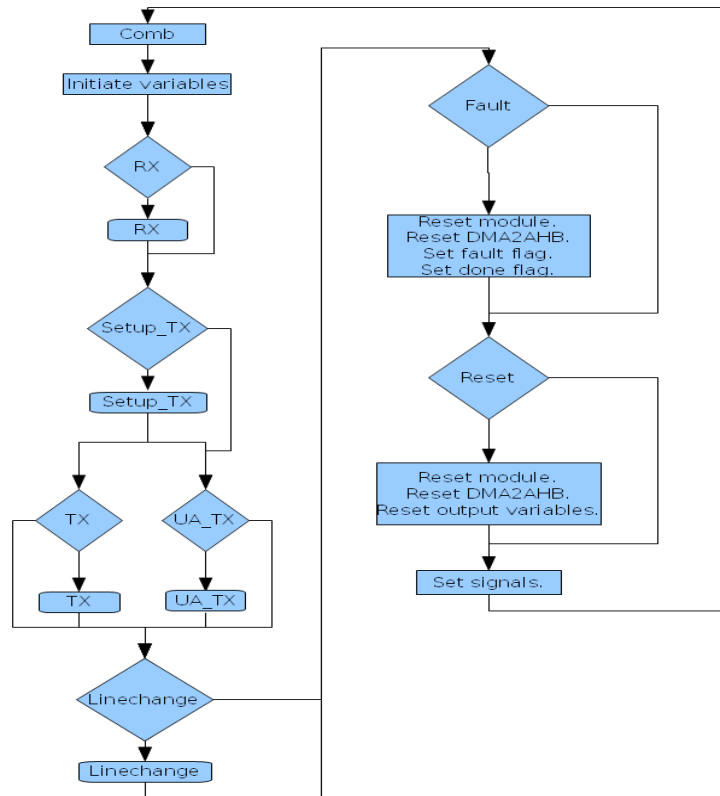 Comb
Initiate variables
RX
RX
Setup_TX
Setup_TX
TX
UA_TX
TX
UA_TX
Linechange
Linechange
Fault
Reset module.
Reset DMA2AHB.
Set fault flag.
Set done flag.
Reset
Reset module.
Reset DMA2AHB.
Reset output variables.
Set signals.